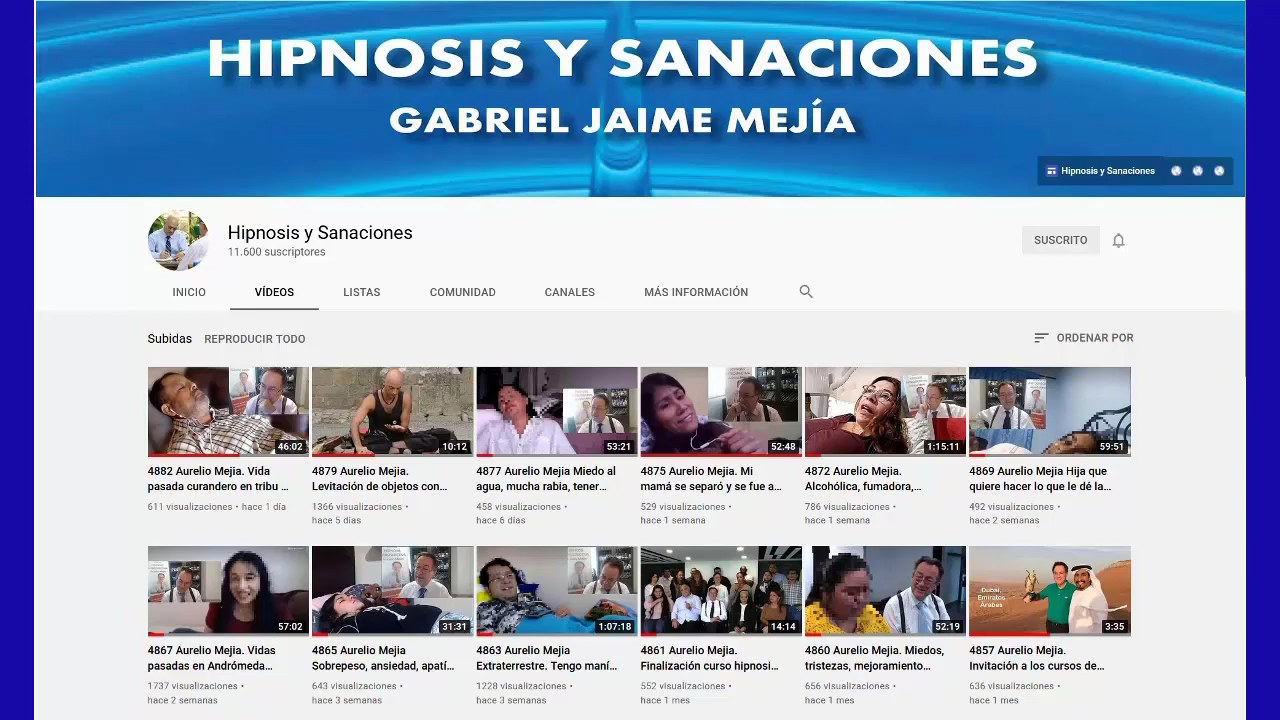 HIPNOSIS Y SANACIONES
GABRIEL JAIME MEJÍA
Hipnosis y Sanaciones
Hipnosis y Sanaciones
11.600 suscriptores
SUSCRITO
INICIO VÍDEOS LISTAS COMUNIDAD CANALES MÁS INFORMACIÓN
Subidas REPRODUCIR TODO ORDENAR POR
46:02
10:12
53:21
52:48
1:15:11
59:51
4882 Aurelio Mejia. Vida
pasada curandero en tribu ...
611 visualizaciones • hace 1 día
4879 Aurelio Mejia.
Levitación de objetos con...
1366 visualizaciones •
hace 5 días
4877 Aurelio Mejia Miedo al
agua, mucha rabia, tener...
458 visualizaciones •
hace 6 días
4875 Aurelio Mejia. Mi
mamá se separó y se fue a...
529 visualizaciones •
hace 1 semana
4872 Aurelio Mejia.
Alcohólica, fumadora,...
786 visualizaciones •
hace 1 semana
4869 Aurelio Mejia Hija que
quiere hacer lo que le dé la...
492 visualizaciones •
hace 2 semanas
57:02
31:31
1:07:18
14:14
52:19
Dubai,
Emiratos
Árabes
3:35
4867 Aurelio Mejia. Vidas
pasadas en Andrómeda...
1737 visualizaciones •
hace 2 semanas
4865 Aurelio Mejia
Sobrepeso, ansiedad, apatí...
643 visualizaciones •
hace 3 semanas
4863 Aurelio Mejia
Extraterrestre. Tengo maní...
1228 visualizaciones •
hace 3 semanas
4861 Aurelio Mejia.
Finalización curso hipnosi...
552 visualizaciones •
hace 1 mes
4860 Aurelio Mejia. Miedos,
tristezas, mejoramiento...
656 visualizaciones •
hace 1 mes
4857 Aurelio Mejia.
Invitación a los cursos de...
636 visualizaciones •
hace 1 mes